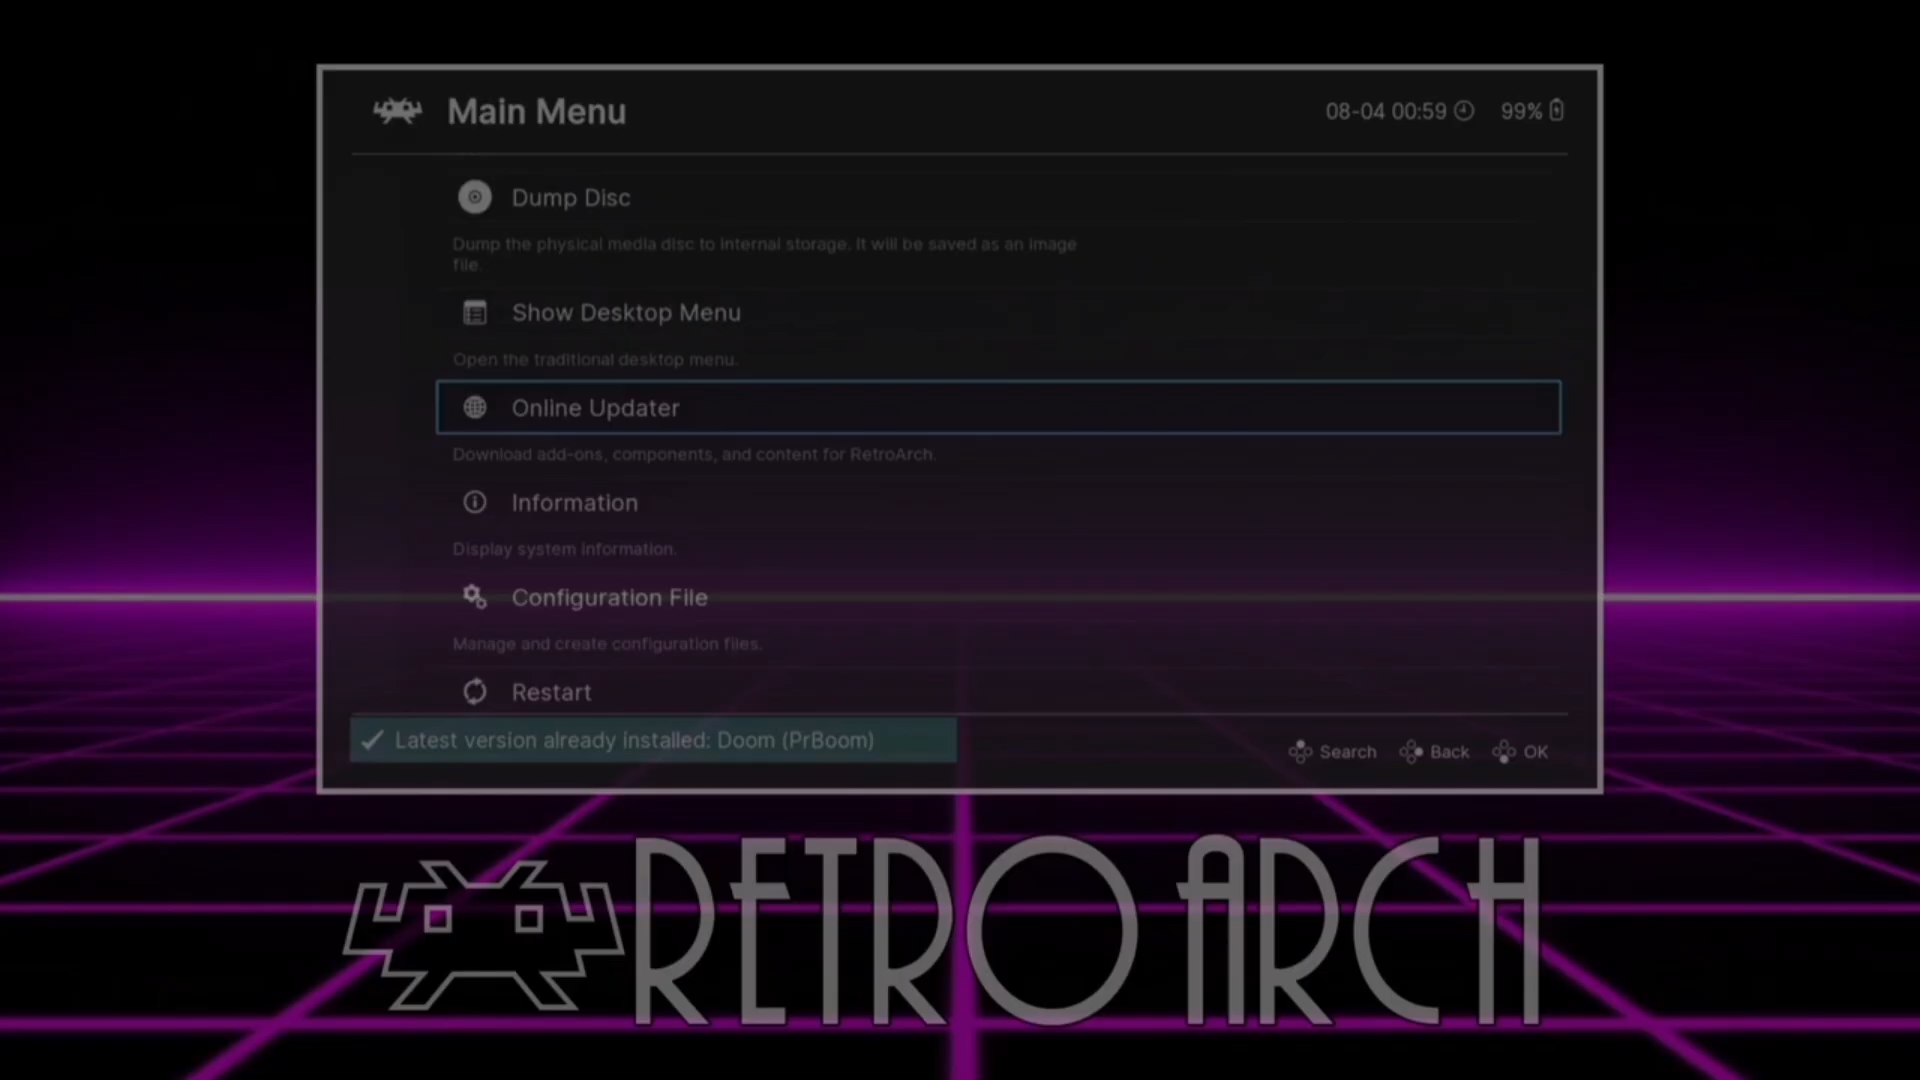 Main Menu
08-04 00:59 99%
Dump Disc
Dump the physical media disc to internal storage. It will be saved as an image
file.
Show Desktop Menu
Open the traditional desktop menu.
Online Updater
Download add-ons, components, and content for RetroArch.
Information
Display system information.
Configuration File
Manage and create configuration files.
Restart
Latest version already installed: Doom (PrBoom)
Search Back OK
RETROARCH